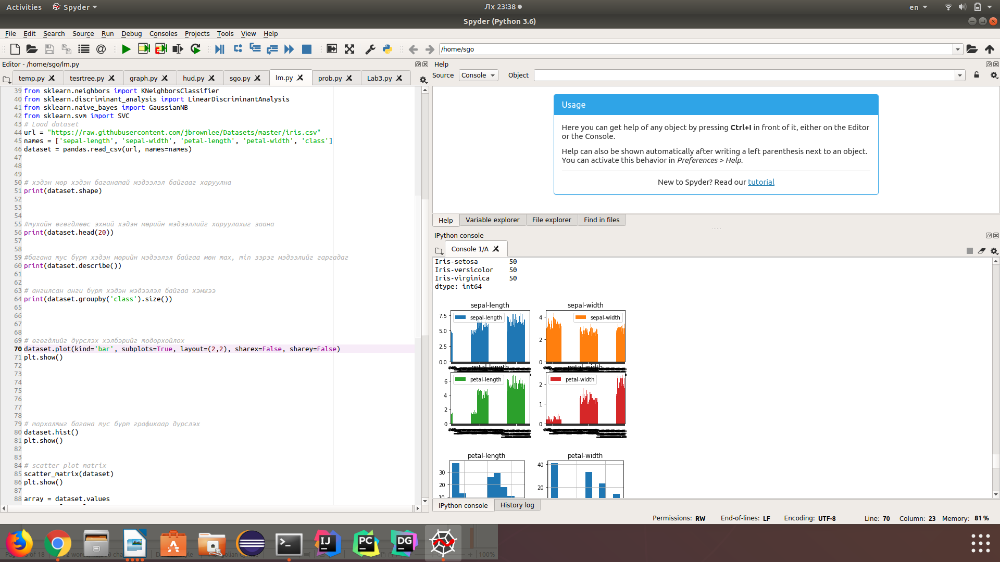 Activities Spyder Лх 23:38 en
Spyder (Python 3.6)
File Edit Search Source Run Debug Consoles Projects Tools View Help
/home/sgo
Editor - /home/sgo/lm.py
temp.py tesrtree.py graph.py hud.py sgo.py lm.py prob.py Lab3.py
39 from sklearn.neighbors import KNeighborsClassifier
40 from sklearn.discriminant_analysis import LinearDiscriminantAnalysis
41 from sklearn.naive_bayes import GaussianNB
42 from sklearn.svm import SVC
43 # Load dataset
44 url = "https://raw.githubusercontent.com/jbrownlee/Datasets/master/iris.csv"
45 names = ['sepal-length', 'sepal-width', 'petal-length', 'petal-width', 'class']
46 dataset = pandas.read_csv(url, names=names)
47
48
49
50 # хэдэн мөр хэдэн баганатай мэдээлэл байгааг харуулна
51 print(dataset.shape)
52
53
54
55 #тухайн өгөгдлөөс эхний хэдэн мөрийн мэдээллийг харуулахыг заана
56 print(dataset.head(20))
57
58
59 #багана тус бүрт хэдэн мөрийн мэдээлэл байгаа мөн max, min зэрэг мэдээлийг гаргадаг
60 print(dataset.describe())
61
62
63 # ангилсан анги бүрт хэдэн мэдээлэл байгаа хэмжээ
64 print(dataset.groupby('class').size())
65
66
67
68
69 # өгөгдлийг дүрслэх хэлбэрийг тодорхойлох
70 dataset.plot(kind='bar', subplots=True, layout=(2,2), sharex=False, sharey=False)
71 plt.show()
72
73
74
75
76
77
78
79 # тархалтыг багана тус бүрт графикаар дүрслэх
80 dataset.hist()
81 plt.show()
82
83
84 # scatter plot matrix
85 scatter_matrix(dataset)
86 plt.show()
87
88 array = dataset.values
Help
Source Console Object
Usage
Here you can get help of any object by pressing Ctrl+I in front of it, either on the Editor
or the Console.
Help can also be shown automatically after writing a left parenthesis next to an object.
You can activate this behavior in Preferences > Help.
New to Spyder? Read our tutorial
Help Variable explorer File explorer Find in files
IPython console
Console 1/A
Iris-setosa 50
Iris-versicolor 50
Iris-virginica 50
dtype: int64
sepal-length sepal-width
sepal-length sepal-width
7.5
5.0
2.5
0.0
4
2
0
petal-length petal-width
petal-length petal-width
6
4
2
0
2
1
0
petal-length petal-width
30
20
10
40
20
IPython console History log
Permissions: RW End-of-lines: LF Encoding: UTF-8 Line: 70 Column: 23 Memory: 81 %
IJ PC DG
of 18
100%